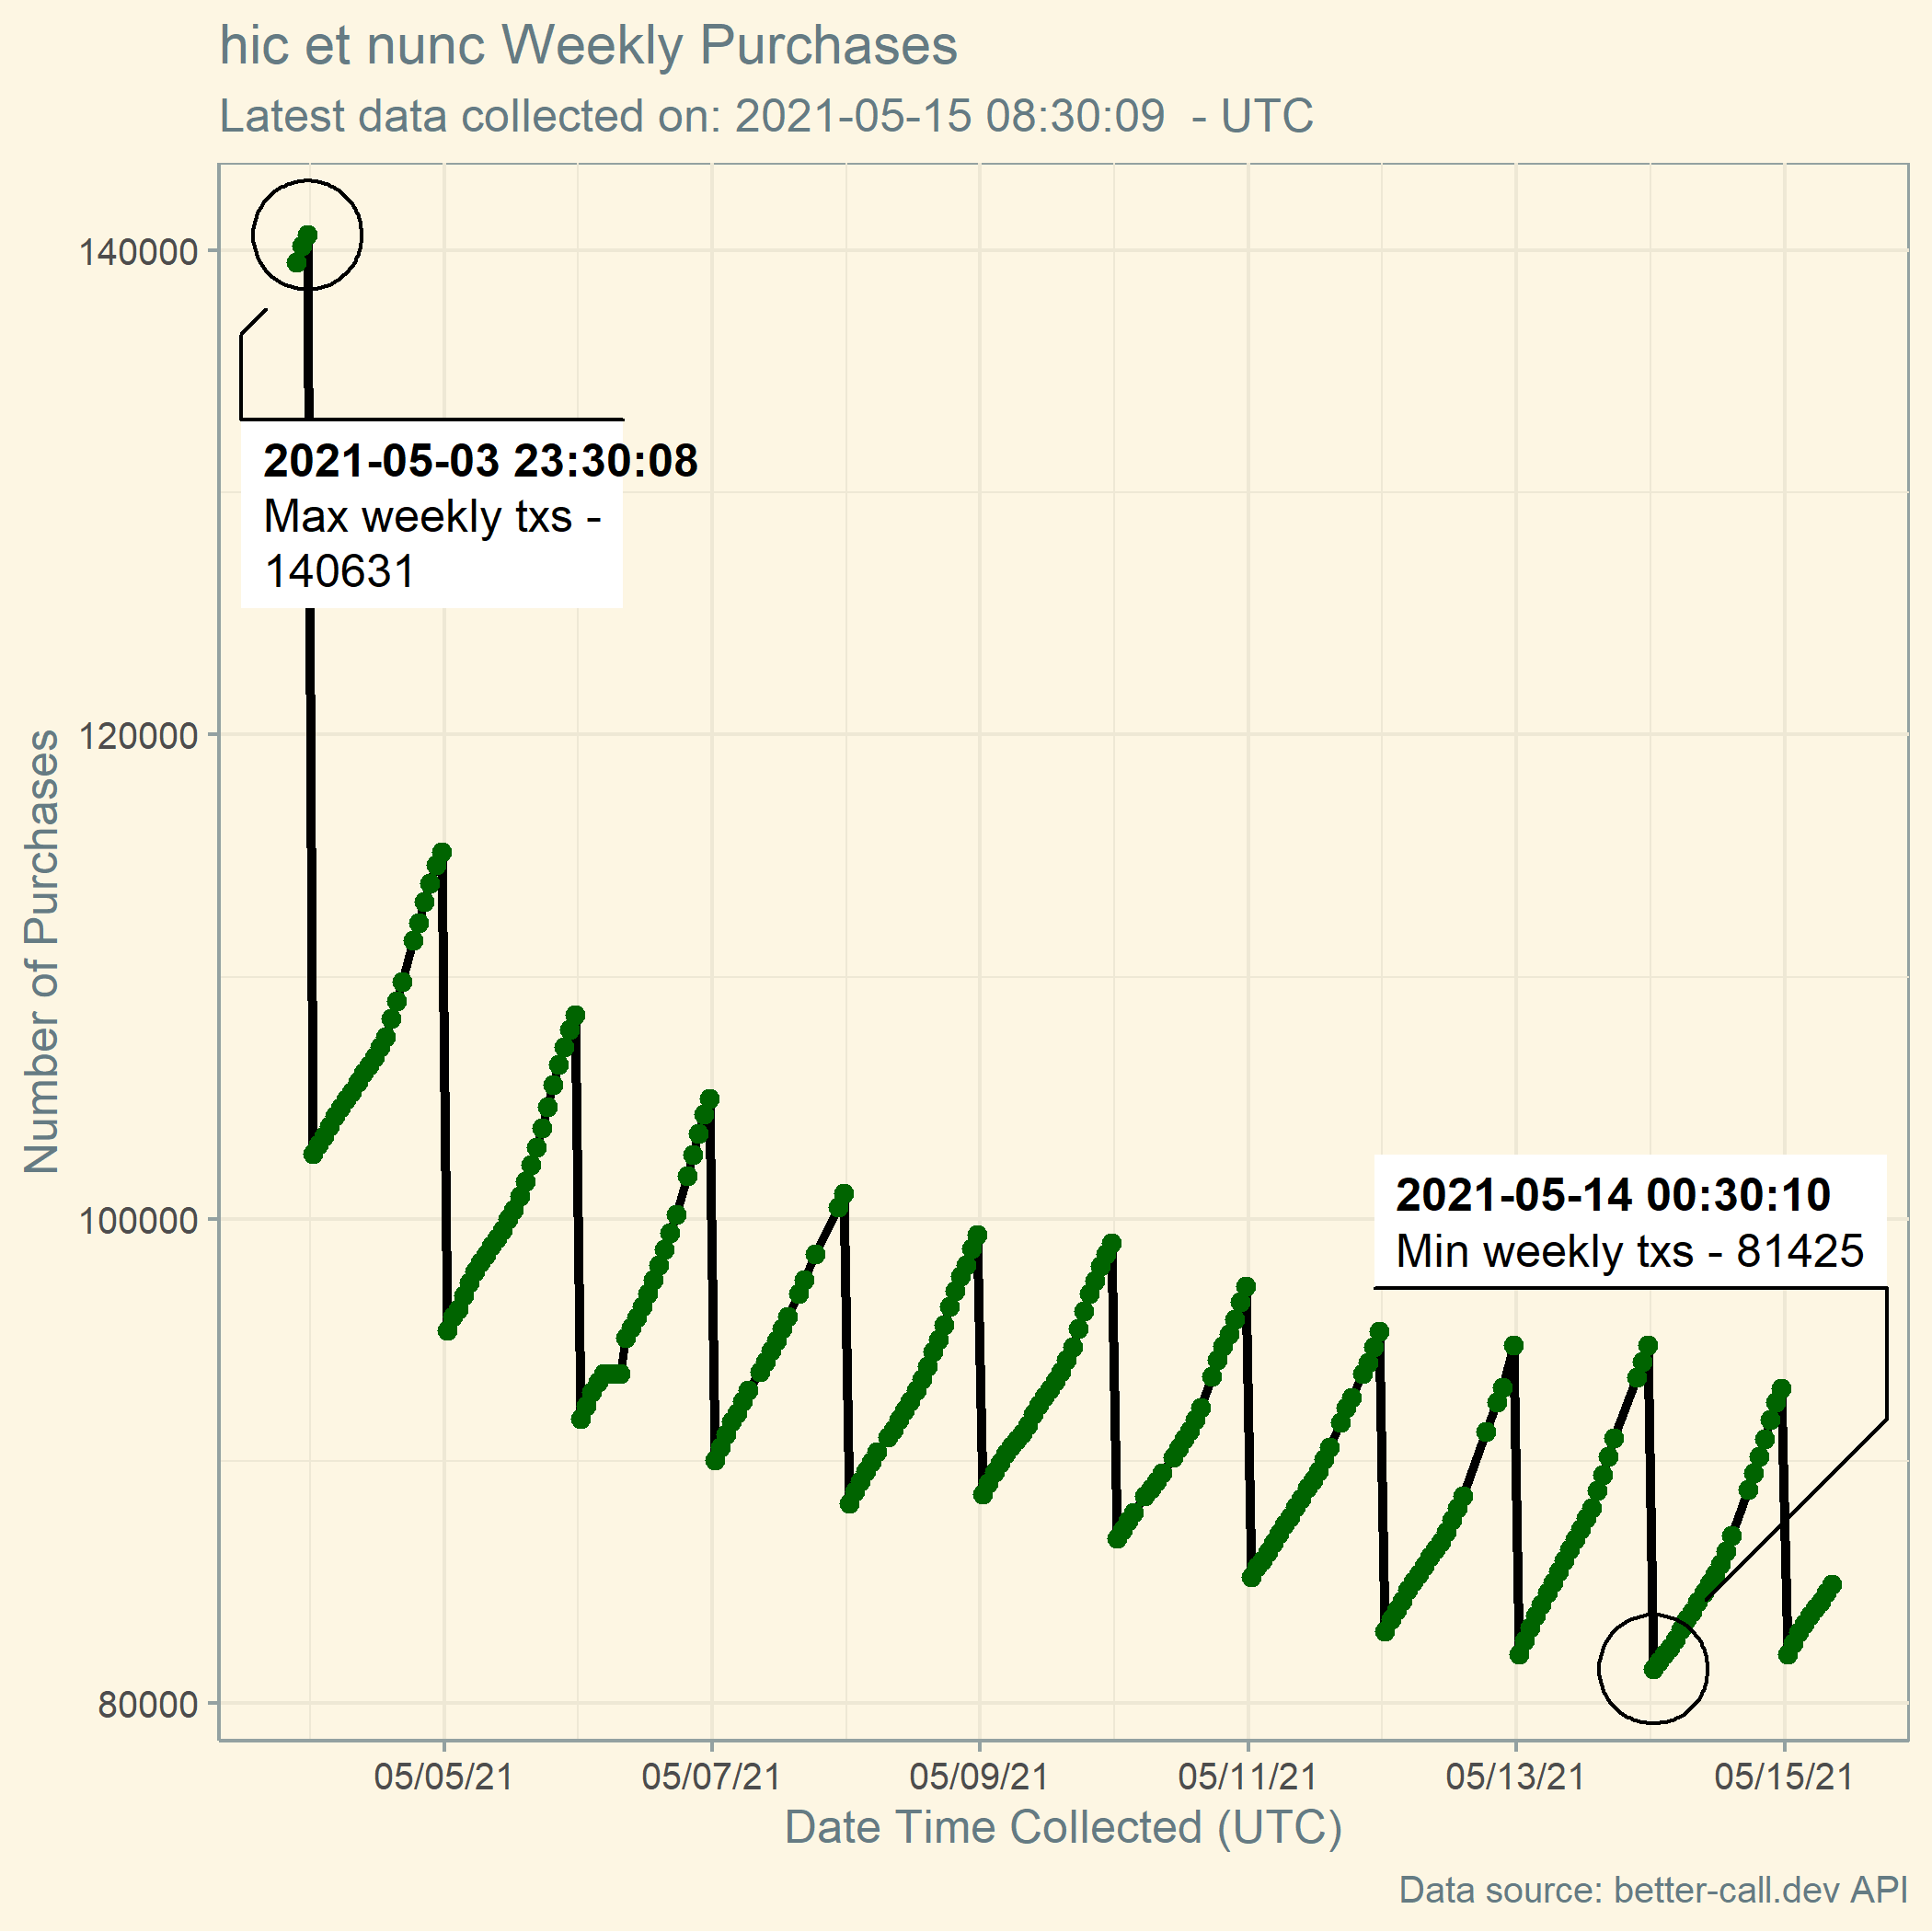 hic et nunc Weekly Purchases
Latest data collected on: 2021-05-15 08:30:09  - UTC
Number of Purchases
140000
120000
100000
80000
2021-05-03 23:30:08
Max weekly txs -
140631
2021-05-14 00:30:10
Min weekly txs - 81425
05/05/21
05/07/21
05/09/21
05/11/21
05/13/21
05/15/21
Date Time Collected (UTC)
Data source: better-call.dev API